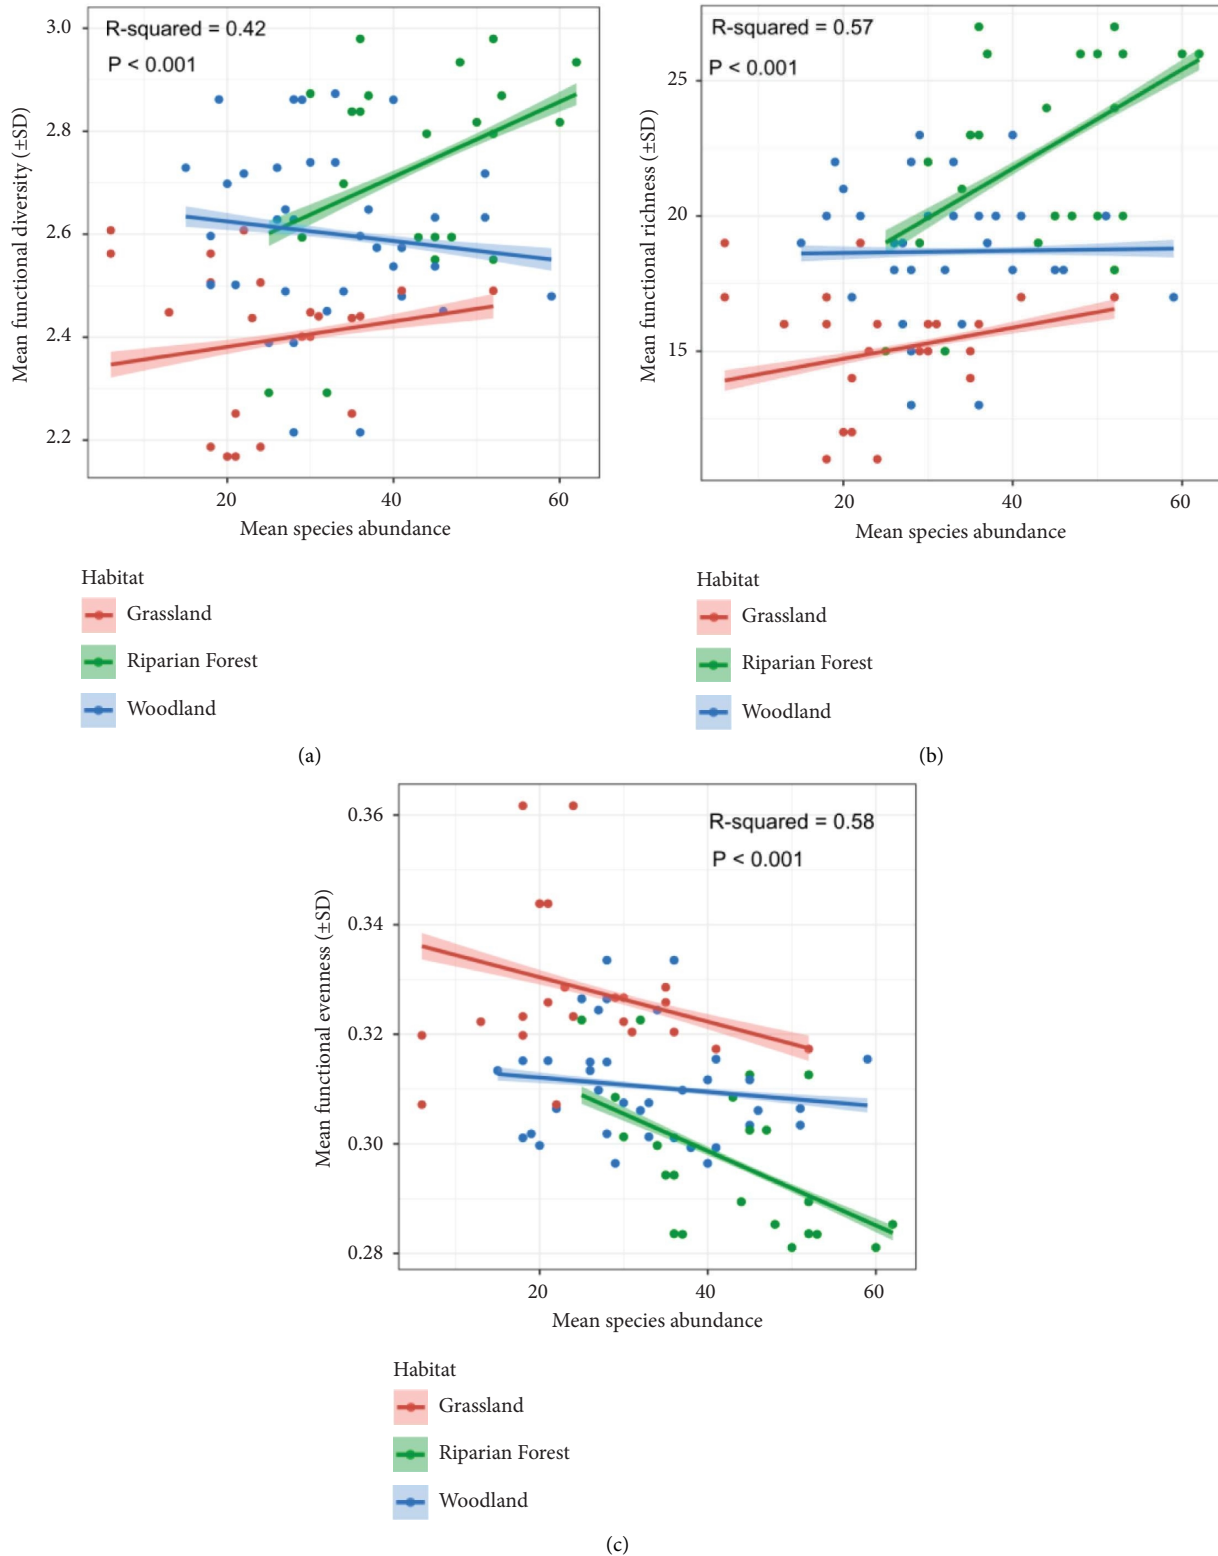 R-squared = 0.42
P < 0.001
Mean functional diversity (±SD)
3.0
2.8
2.6
2.4
2.2
20 40 60
Mean species abundance
Habitat
Grassland
Riparian Forest
Woodland
(a)
R-squared = 0.57
P < 0.001
Mean functional richness (±SD)
25
20
15
20 40 60
Mean species abundance
Habitat
Grassland
Riparian Forest
Woodland
(b)
R-squared = 0.58
P < 0.001
Mean functional evenness (±SD)
0.36
0.34
0.32
0.30
0.28
20 40 60
Mean species abundance
Habitat
Grassland
Riparian Forest
Woodland
(c)